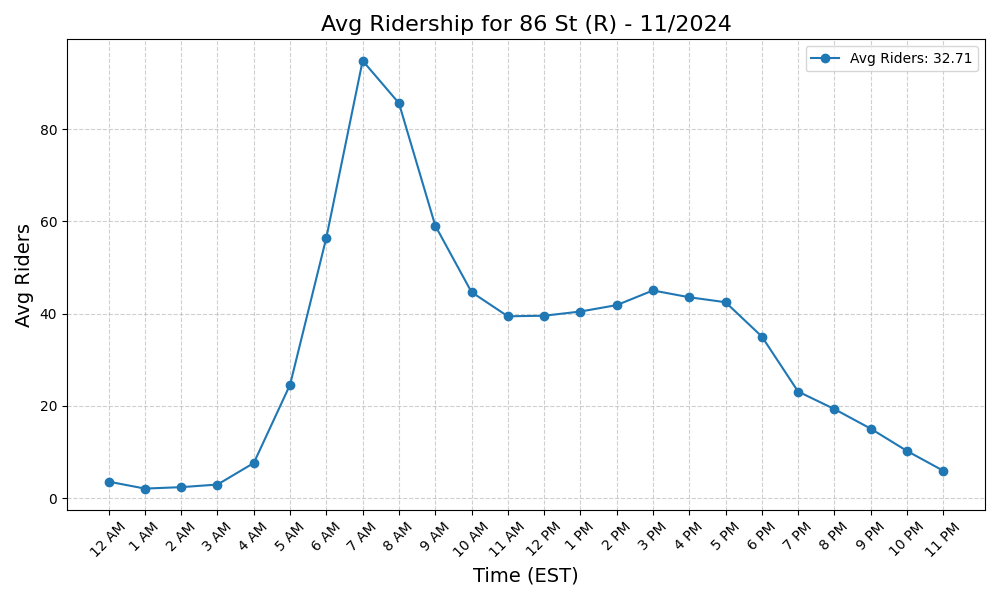 Avg Ridership for 86 St (R) - 11/2024
Avg Riders: 32.71
Avg Riders
80
60
40
20
0
12 AM
1 AM
2 AM
3 AM
4 AM
5 AM
6 AM
7 AM
8 AM
9 AM
10 AM
11 AM
12 PM
1 PM
2 PM
3 PM
4 PM
5 PM
6 PM
7 PM
8 PM
9 PM
10 PM
11 PM
Time (EST)